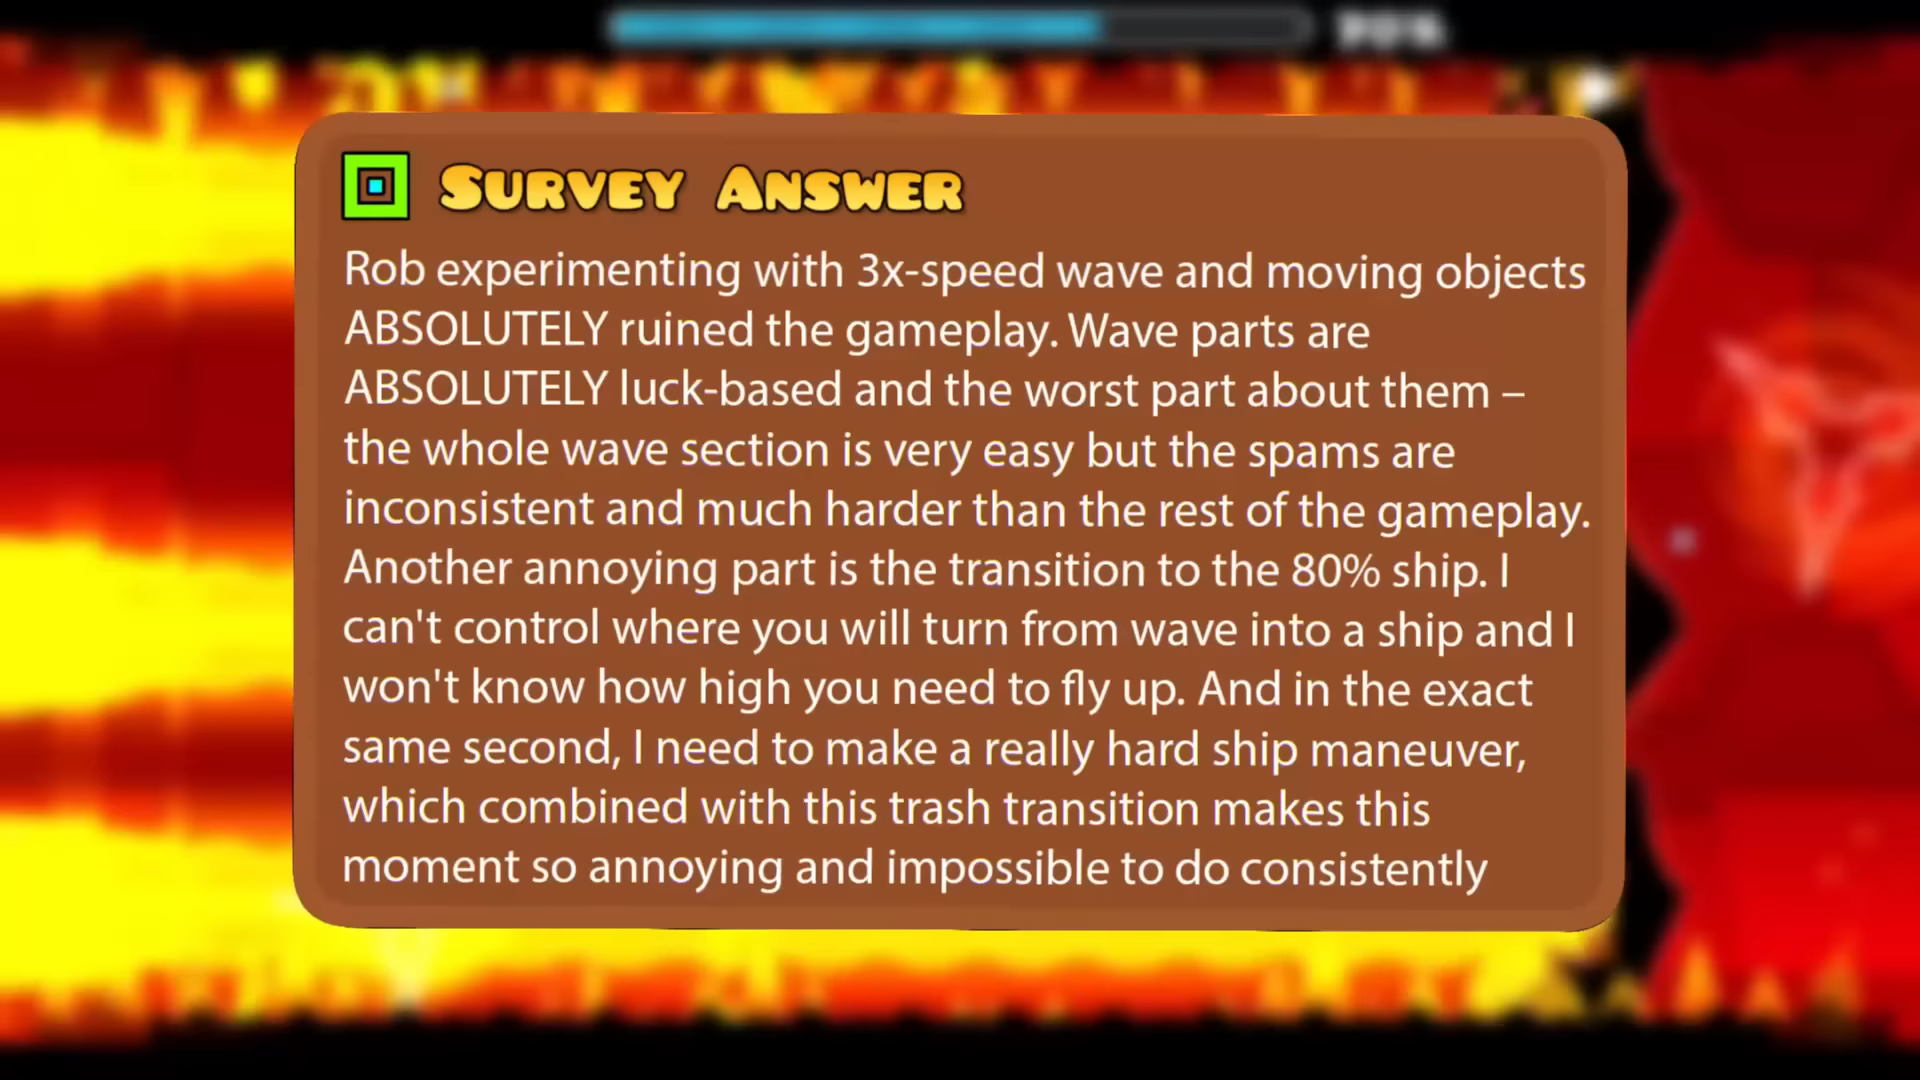 Survey Answer
Rob experimenting with 3x-speed wave and moving objects
ABSOLUTELY ruined the gameplay. Wave parts are
ABSOLUTELY luck-based and the worst part about them –
the whole wave section is very easy but the spams are
inconsistent and much harder than the rest of the gameplay.
Another annoying part is the transition to the 80% ship. I
can't control where you will turn from wave into a ship and I
won't know how high you need to fly up. And in the exact
same second, I need to make a really hard ship maneuver,
which combined with this trash transition makes this
moment so annoying and impossible to do consistently